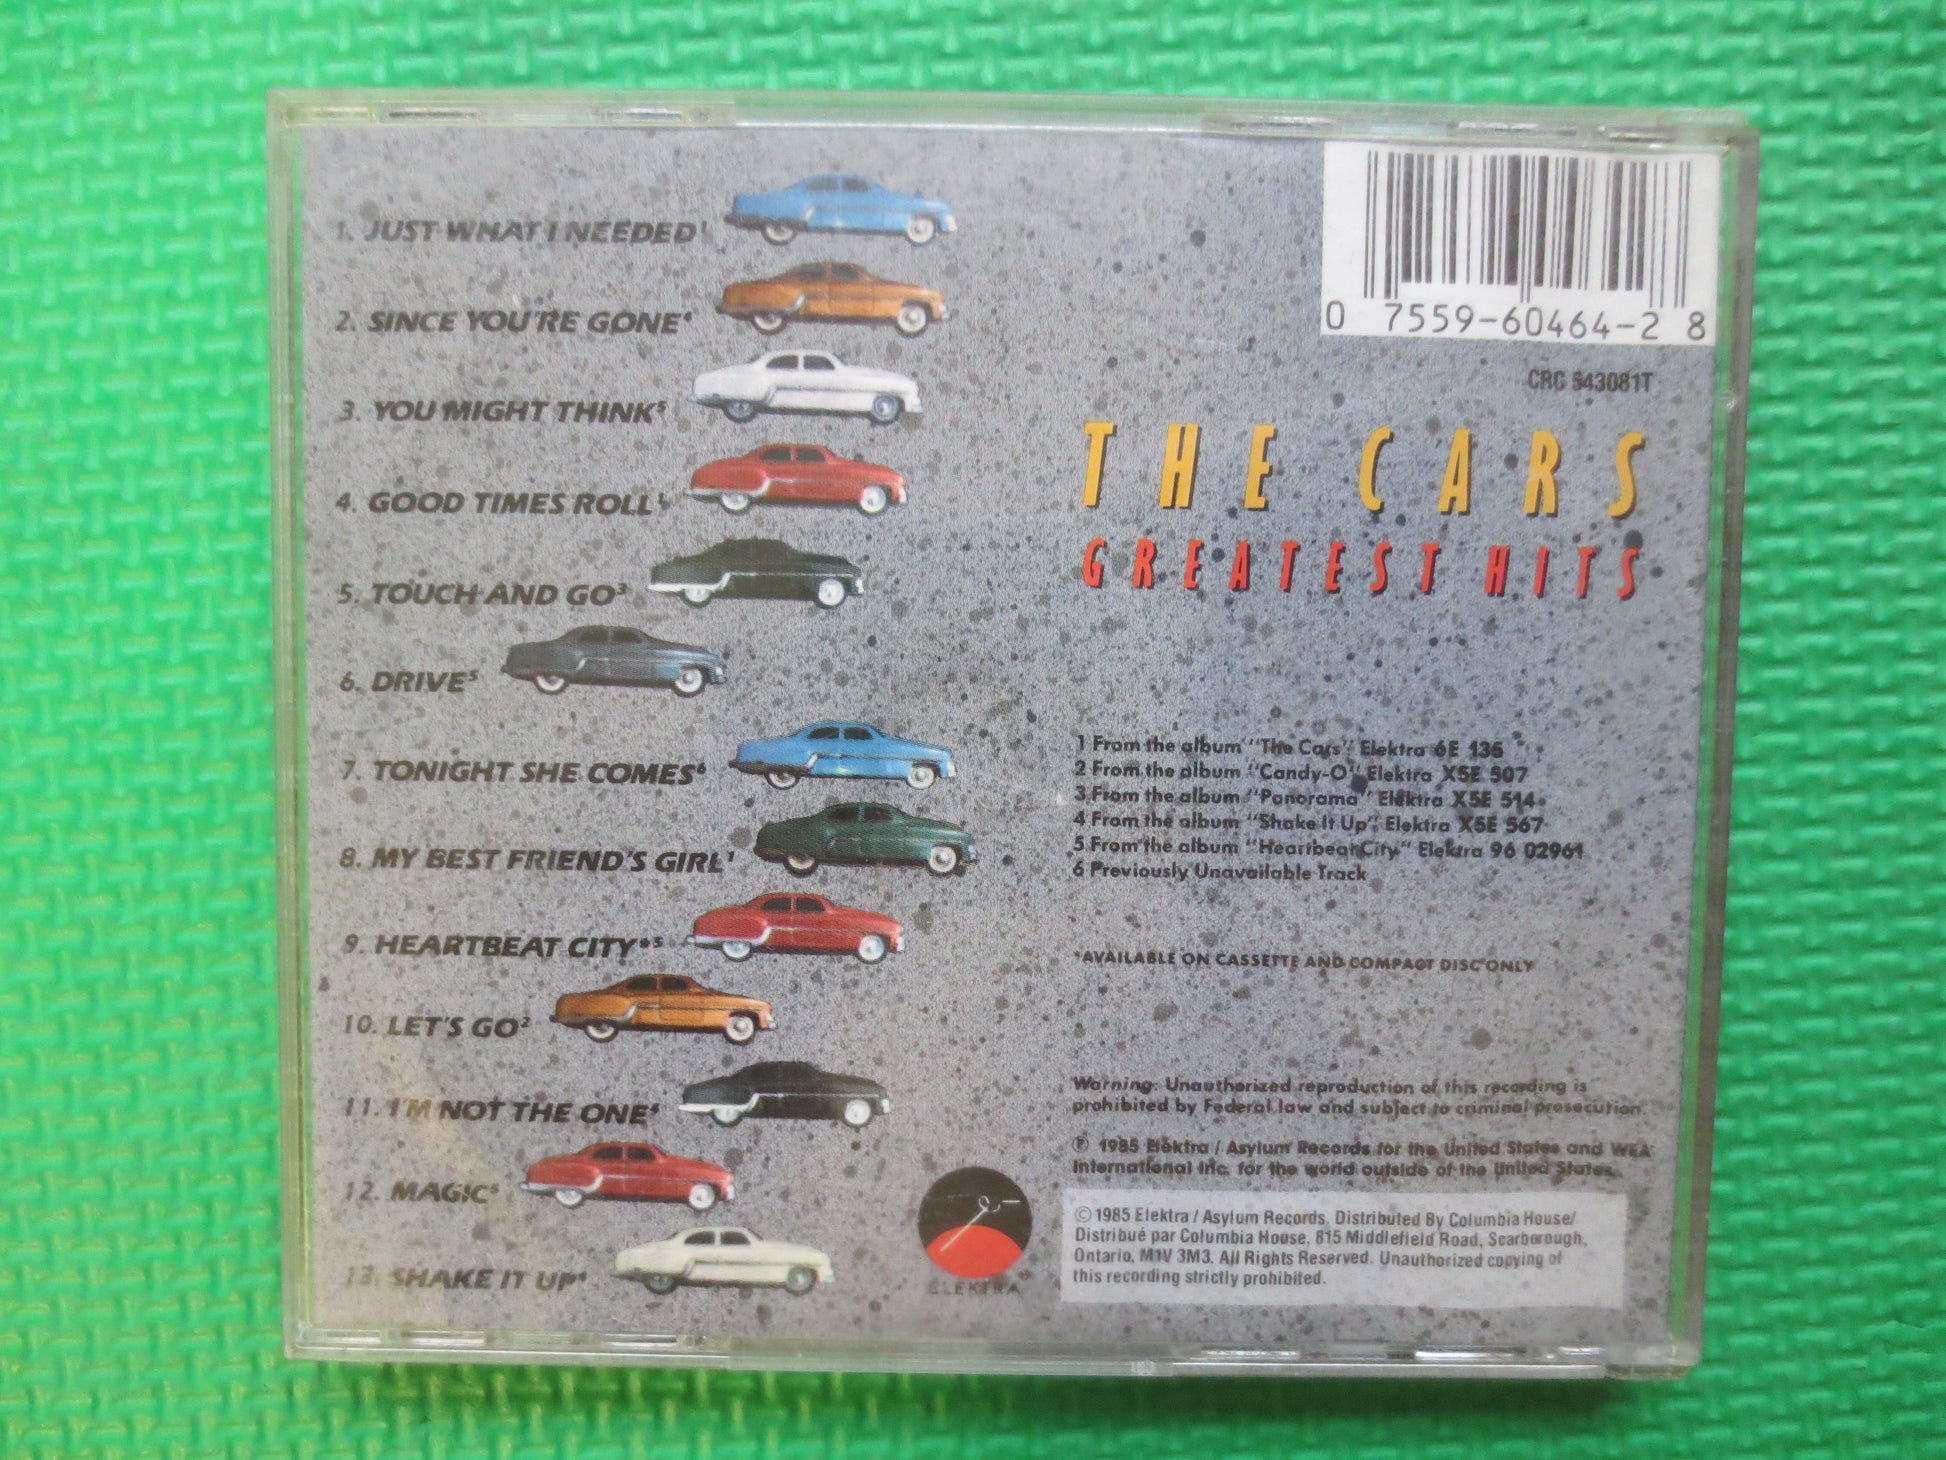 1. JUST WHAT I NEEDED¹
2. SINCE YOU'RE GONE⁴
3. YOU MIGHT THINK⁵
4. GOOD TIMES ROLL¹
5. TOUCH AND GO³
6. DRIVE⁵
7. TONIGHT SHE COMES⁶
8. MY BEST FRIEND'S GIRL¹
9. HEARTBEAT CITY*⁵
10. LET'S GO²
11. I'M NOT THE ONE⁴
12. MAGIC⁵
13. SHAKE IT UP⁴
0 7559-60464-2 8
CRC 543081T
THE CARS
GREATEST HITS
1 From the album "The Cars" Elektra 6E 135
2 From the album "Candy-O" Elektra X5E 507
3 From the album "Panorama" Elektra X5E 514
4 From the album "Shake It Up" Elektra X5E 567
5 From the album "Heartbeat City" Elektra 96 02961
6 Previously Unavailable Track
*AVAILABLE ON CASSETTE AND COMPACT DISC ONLY
Warning: Unauthorized reproduction of this recording is
prohibited by Federal law and subject to criminal prosecution.
℗ 1985 Elektra / Asylum Records for the United States and WEA
International Inc. for the world outside of the United States.
© 1985 Elektra / Asylum Records. Distributed By Columbia House/
Distribué par Columbia House, 815 Middlefield Road, Scarborough,
Ontario, M1V 3M3. All Rights Reserved. Unauthorized copying of
this recording strictly prohibited.
ELEKTRA